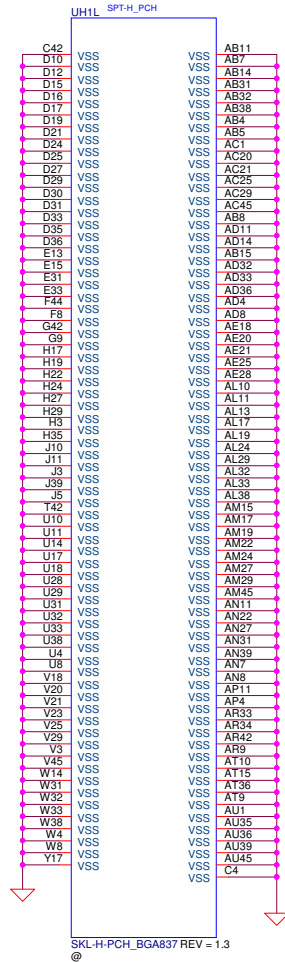 UH1L SPT-H_PCH
C42 VSS VSS AB11
D10 VSS VSS AB7
D12 VSS VSS AB14
D15 VSS VSS AB31
D16 VSS VSS AB32
D17 VSS VSS AB38
D19 VSS VSS AB4
D21 VSS VSS AB5
D24 VSS VSS AC1
D25 VSS VSS AC20
D27 VSS VSS AC21
D29 VSS VSS AC25
D30 VSS VSS AC29
D31 VSS VSS AC45
D33 VSS VSS AB8
D35 VSS VSS AD11
D36 VSS VSS AD14
E13 VSS VSS AB15
E15 VSS VSS AD32
E31 VSS VSS AD33
E33 VSS VSS AD36
F44 VSS VSS AD4
F8 VSS VSS AD8
G42 VSS VSS AE18
G9 VSS VSS AE20
H17 VSS VSS AE21
H19 VSS VSS AE25
H22 VSS VSS AE28
H24 VSS VSS AL10
H27 VSS VSS AL11
H29 VSS VSS AL13
H3 VSS VSS AL17
H35 VSS VSS AL19
J10 VSS VSS AL24
J11 VSS VSS AL29
J3 VSS VSS AL32
J39 VSS VSS AL33
J5 VSS VSS AL38
T42 VSS VSS AM15
U10 VSS VSS AM17
U11 VSS VSS AM19
U14 VSS VSS AM22
U17 VSS VSS AM24
U18 VSS VSS AM27
U28 VSS VSS AM29
U29 VSS VSS AM45
U31 VSS VSS AN11
U32 VSS VSS AN22
U33 VSS VSS AN27
U38 VSS VSS AN31
U4 VSS VSS AN39
U8 VSS VSS AN7
V18 VSS VSS AN8
V20 VSS VSS AP11
V21 VSS VSS AP4
V23 VSS VSS AR33
V25 VSS VSS AR34
V29 VSS VSS AR42
V3 VSS VSS AR9
V45 VSS VSS AT10
W14 VSS VSS AT15
W31 VSS VSS AT36
W32 VSS VSS AT9
W33 VSS VSS AU1
W38 VSS VSS AU35
W4 VSS VSS AU36
W8 VSS VSS AU39
Y17 VSS VSS AU45
VSS C4
SKL-H-PCH_BGA837 REV = 1.3
@